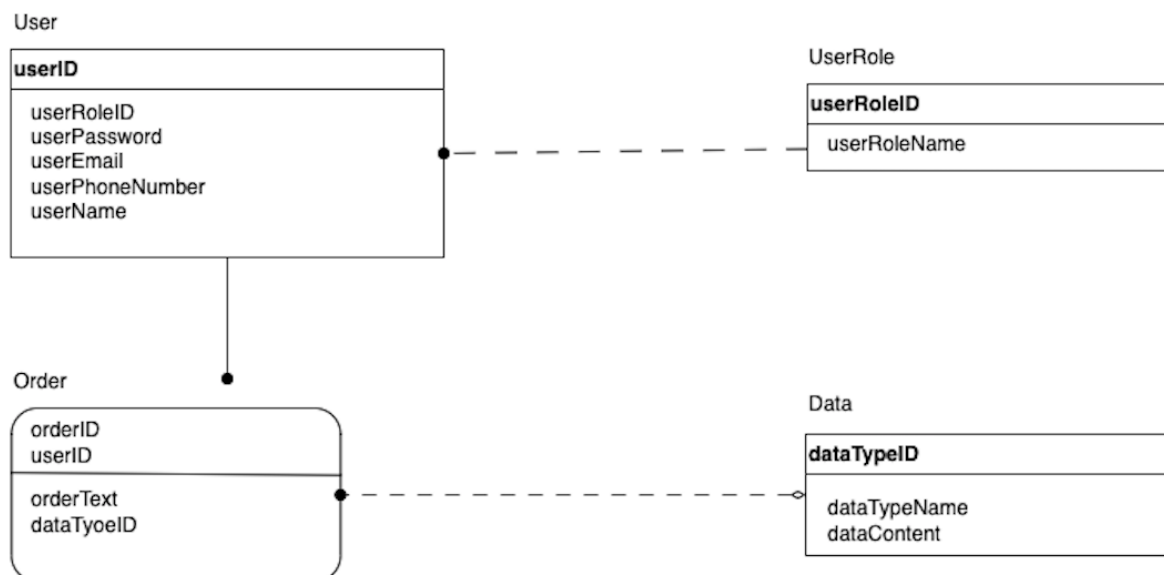 User
userID
userRoleID
userPassword
userEmail
userPhoneNumber
userName
UserRole
userRoleID
userRoleName
Order
orderID
userID
orderText
dataTyoeID
Data
dataTypeID
dataTypeName
dataContent